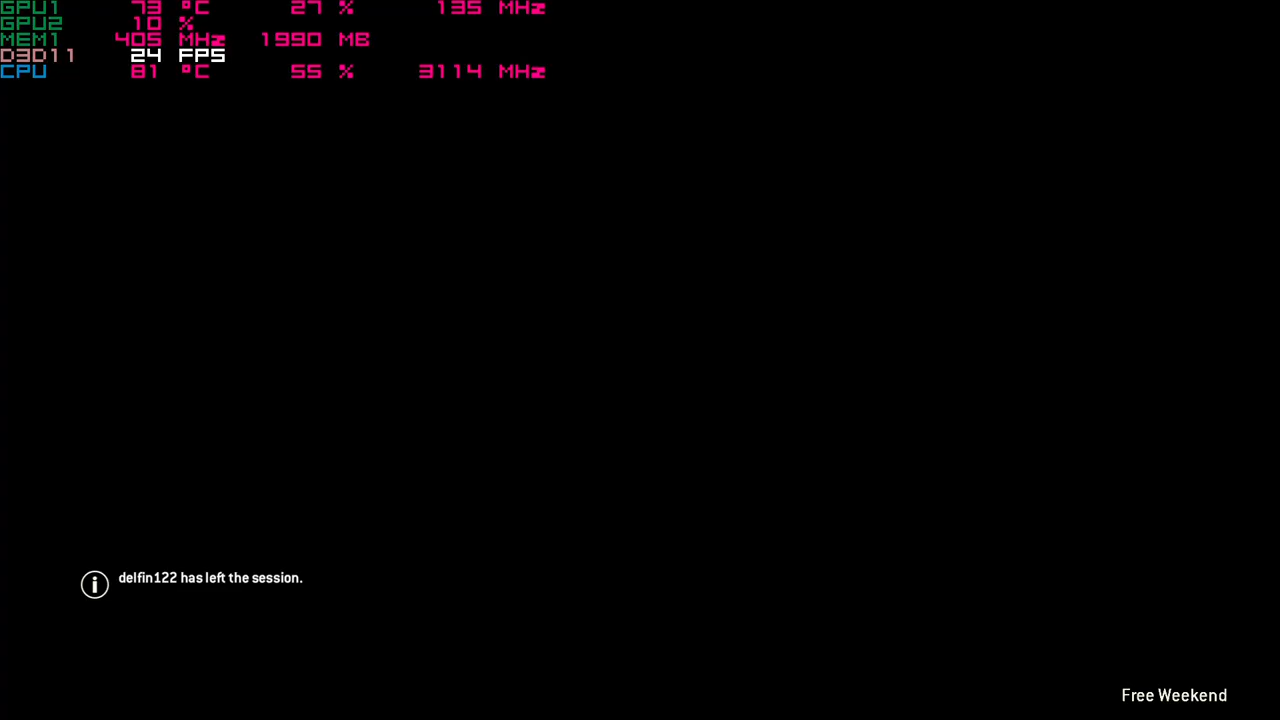 GPU1 73 °C 27 % 135 MHz
GPU2 10 %
MEM1 405 MHz 1990 MB
D3D11 24 FPS
CPU 81 °C 55 % 3114 MHz
delfin122 has left the session.
Free Weekend